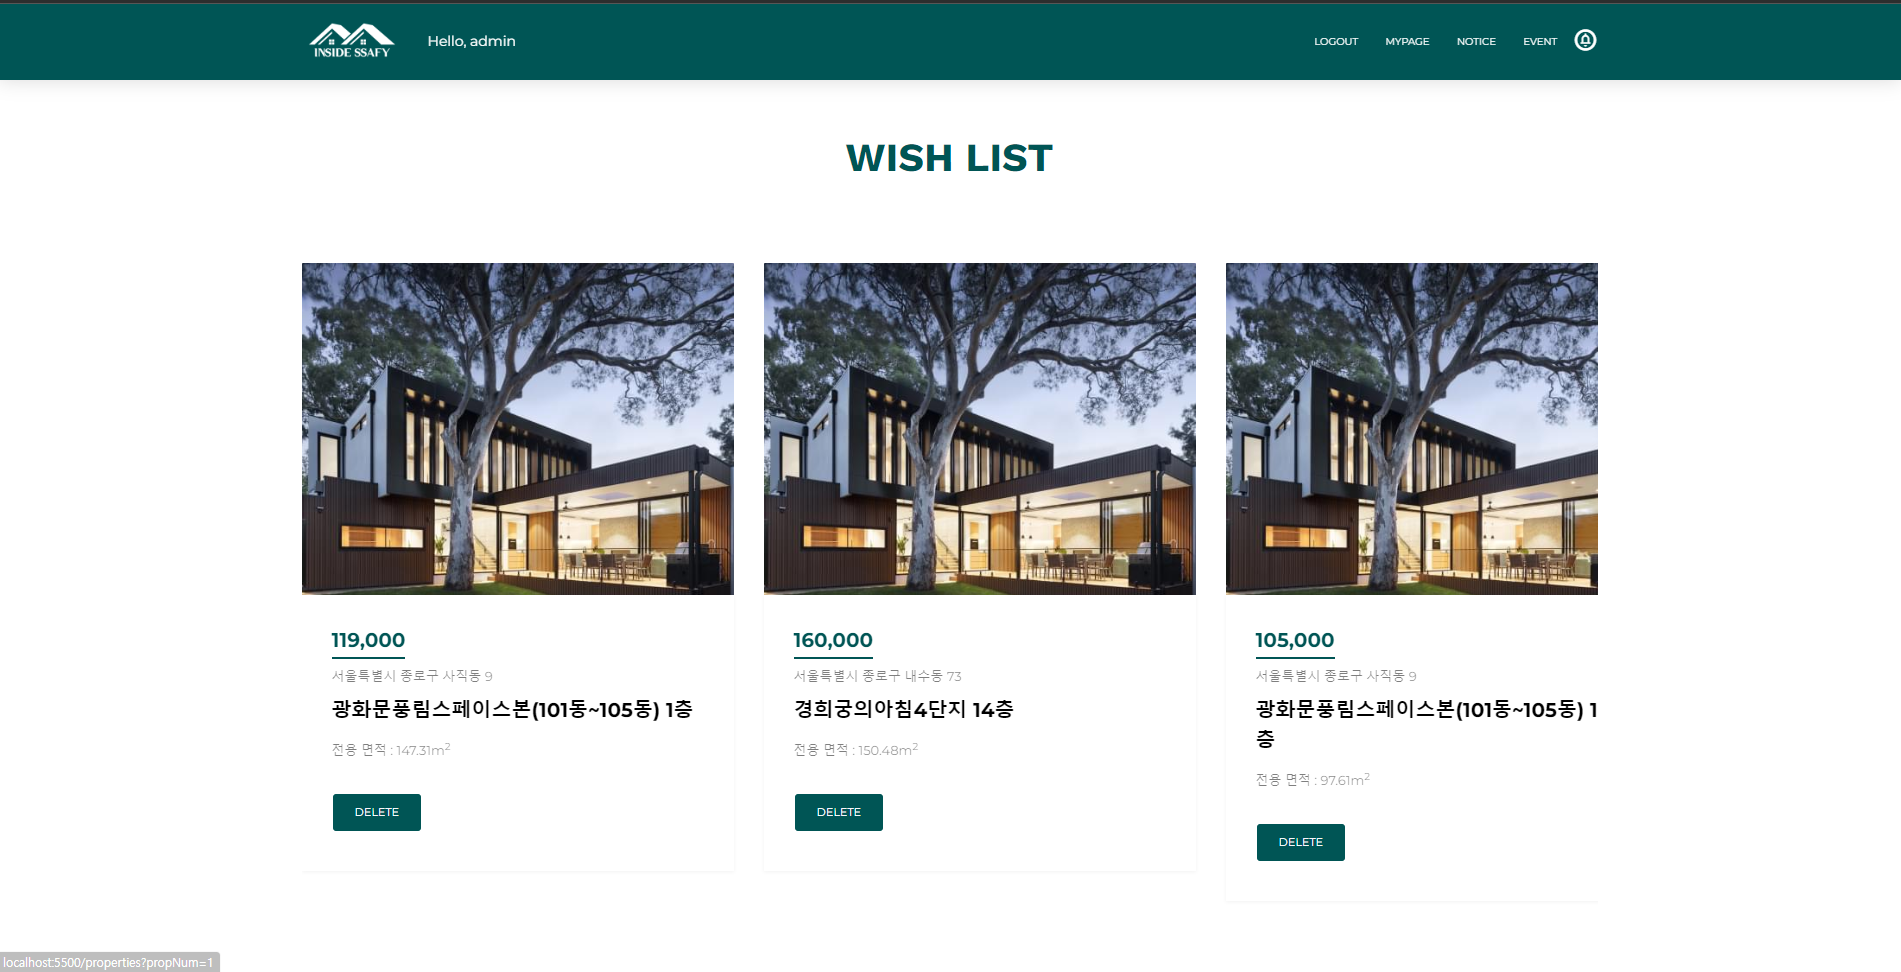 INSIDE SSAFY
Hello, admin
LOGOUT
MYPAGE
NOTICE
EVENT
WISH LIST
119,000
서울특별시 종로구 사직동 9
광화문풍림스페이스본(101동~105동) 1층
전용 면적 : 147.31m²
DELETE
160,000
서울특별시 종로구 내수동 73
경희궁의아침4단지 14층
전용 면적 : 150.48m²
DELETE
105,000
서울특별시 종로구 사직동 9
광화문풍림스페이스본(101동~105동) 1
층
전용 면적 : 97.61m²
DELETE
localhost:5500/properties?propNum=1